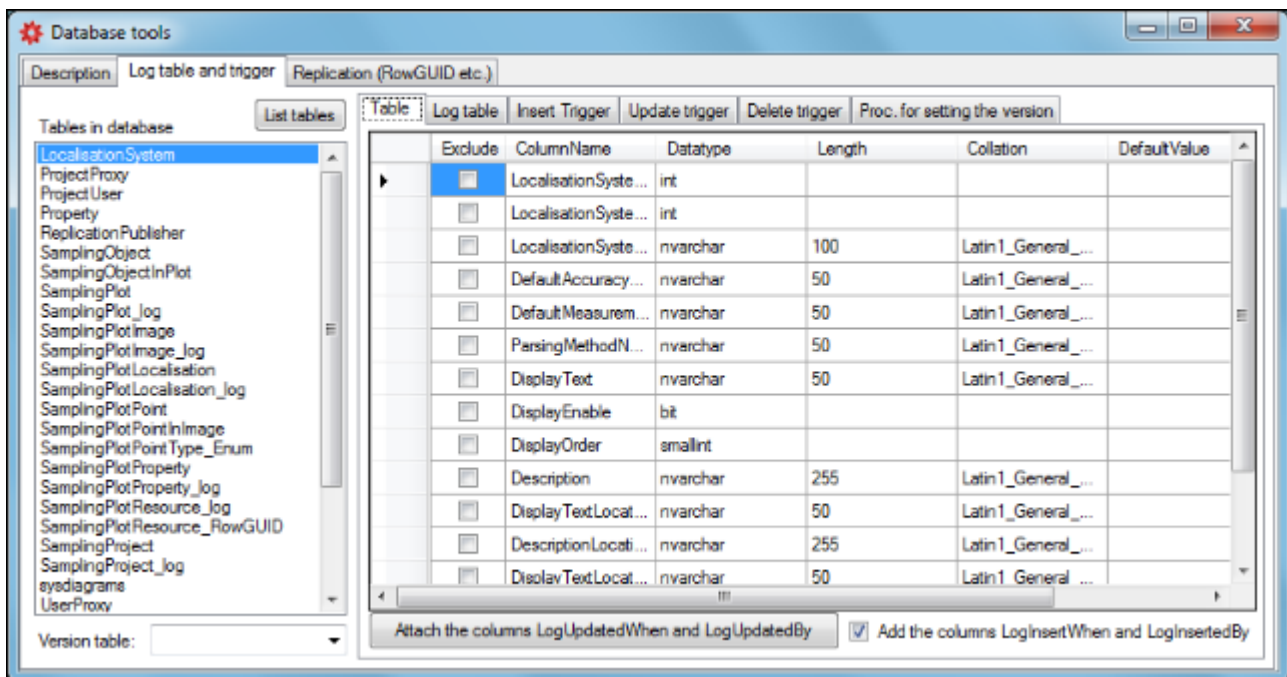 Database tools
Description Log table and trigger Replication (RowGUID etc.)
List tables
Tables in database
LocalisationSystem
ProjectProxy
ProjectUser
Property
ReplicationPublisher
SamplingObject
SamplingObjectInPlot
SamplingPlot
SamplingPlot_log
SamplingPlotImage
SamplingPlotImage_log
SamplingPlotLocalisation
SamplingPlotLocalisation_log
SamplingPlotPoint
SamplingPlotPointInImage
SamplingPlotPointType_Enum
SamplingPlotProperty
SamplingPlotProperty_log
SamplingPlotResource_log
SamplingPlotResource_RowGUID
SamplingProject
SamplingProject_log
sysdiagrams
UserProxy
Version table:
Table Log table Insert Trigger Update trigger Delete trigger Proc. for setting the version
Exclude ColumnName Datatype Length Collation DefaultValue
LocalisationSyste... int
LocalisationSyste... int
LocalisationSyste... nvarchar 100 Latin1_General_...
DefaultAccuracy... nvarchar 50 Latin1_General_...
DefaultMeasurem... nvarchar 50 Latin1_General_...
ParsingMethodN... nvarchar 50 Latin1_General_...
DisplayText nvarchar 50 Latin1_General_...
DisplayEnable bit
DisplayOrder smallint
Description nvarchar 255 Latin1_General_...
DisplayTextLocat... nvarchar 50 Latin1_General_...
DescriptionLocati... nvarchar 255 Latin1_General_...
DisplayTextLocat... nvarchar 50 Latin1_General_...
Attach the columns LogUpdatedWhen and LogUpdatedBy Add the columns LogInsertWhen and LogInsertedBy